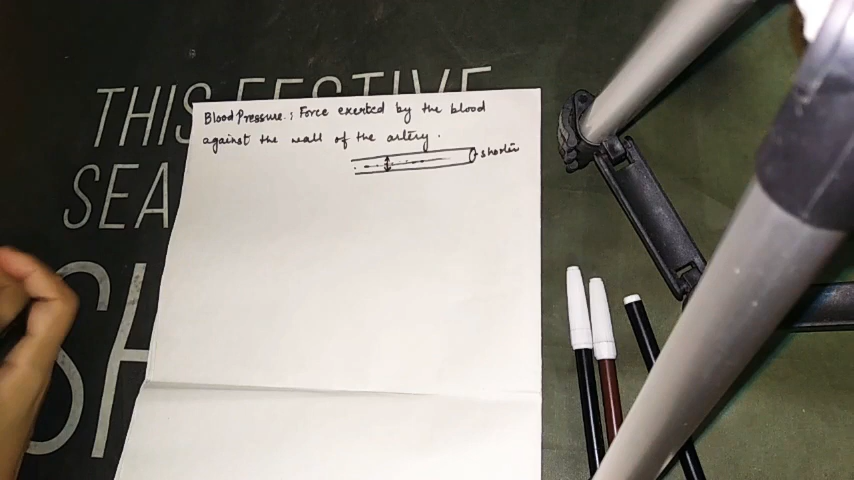 THIS FESTIVE
SEA
SH
Blood Pressure : Force exerted by the blood
against the wall of the artery.
shorter